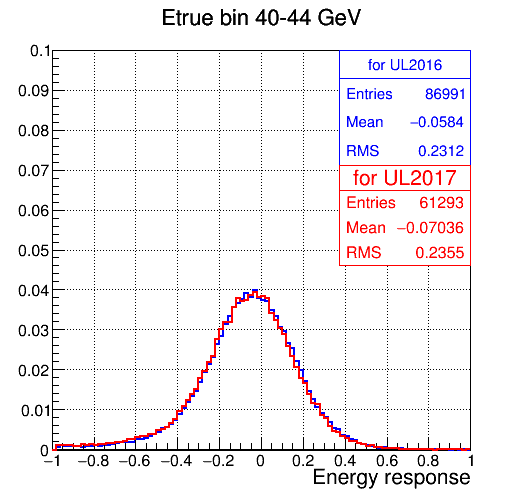 Etrue bin 40-44 GeV
0.1
0.09
0.08
0.07
0.06
0.05
0.04
0.03
0.02
0.01
0
−1 −0.8 −0.6 −0.4 −0.2 0 0.2 0.4 0.6 0.8 1
Energy response
for UL2016
Entries 86991
Mean −0.0584
RMS 0.2312
for UL2017
Entries 61293
Mean −0.07036
RMS 0.2355